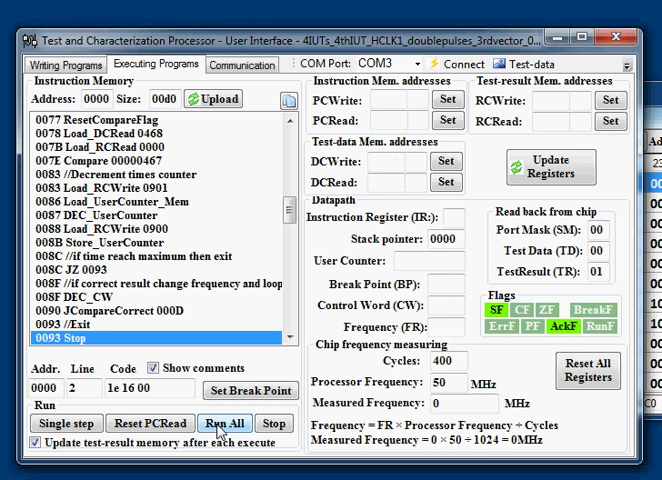 Test and Characterization Processor - User Interface - 4IUTs_4thIUT_HCLK1_doublepulses_3rdvector_0...
Writing Programs Executing Programs Communication COM Port: COM3 Connect Test-data
Instruction Memory
Address: 0000 Size: 00d0 Upload
0077 ResetCompareFlag
0078 Load_DCRead 0468
007B Load_RCRead 0000
007E Compare 00000467
0083 //Decrement times counter
0083 Load_RCWrite 0901
0086 Load_UserCounter_Mem
0087 DEC_UserCounter
0088 Load_RCWrite 0900
008B Store_UserCounter
008C //if time reach maximum then exit
008C JZ 0093
008F //if correct result change frequency and loop
008F DEC_CW
0090 JCompareCorrect 000D
0093 //Exit
0093 Stop
Addr. Line Code Show comments
0000 2 1e 16 00 Set Break Point
Run
Single step Reset PCRead Run All Stop
Update test-result memory after each execute
Instruction Mem. addresses
PCWrite: Set
PCRead: Set
Test-result Mem. addresses
RCWrite: Set
RCRead: Set
Test-data Mem. addresses
DCWrite: Set
DCRead: Set
Update Registers
Datapath
Instruction Register (IR:):
Stack pointer: 0000
User Counter:
Break Point (BP):
Control Word (CW):
Frequency (FR):
Read back from chip
Port Mask (SM): 00
Test Data (TD): 00
TestResult (TR): 01
Flags
SF CF ZF BreakF
ErrF PF AckF RunF
Chip frequency measuring
Cycles: 400
Processor Frequency: 50 MHz
Measured Frequency: 0 MHz
Reset All Registers
Frequency = FR × Processor Frequency ÷ Cycles
Measured Frequency = 0 × 50 ÷ 1024 = 0MHz